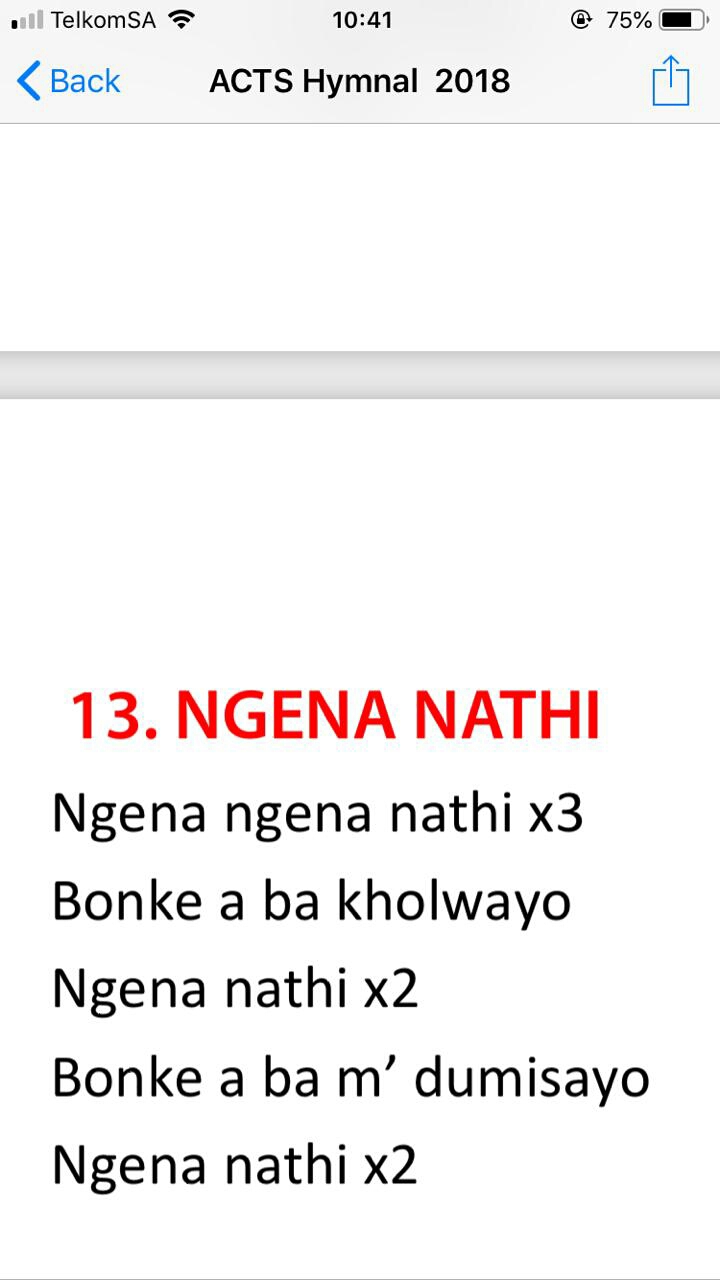 TelkomSA 10:41 75%
Back ACTS Hymnal 2018
13. NGENA NATHI
Ngena ngena nathi x3
Bonke a ba kholwayo
Ngena nathi x2
Bonke a ba m’ dumisayo
Ngena nathi x2